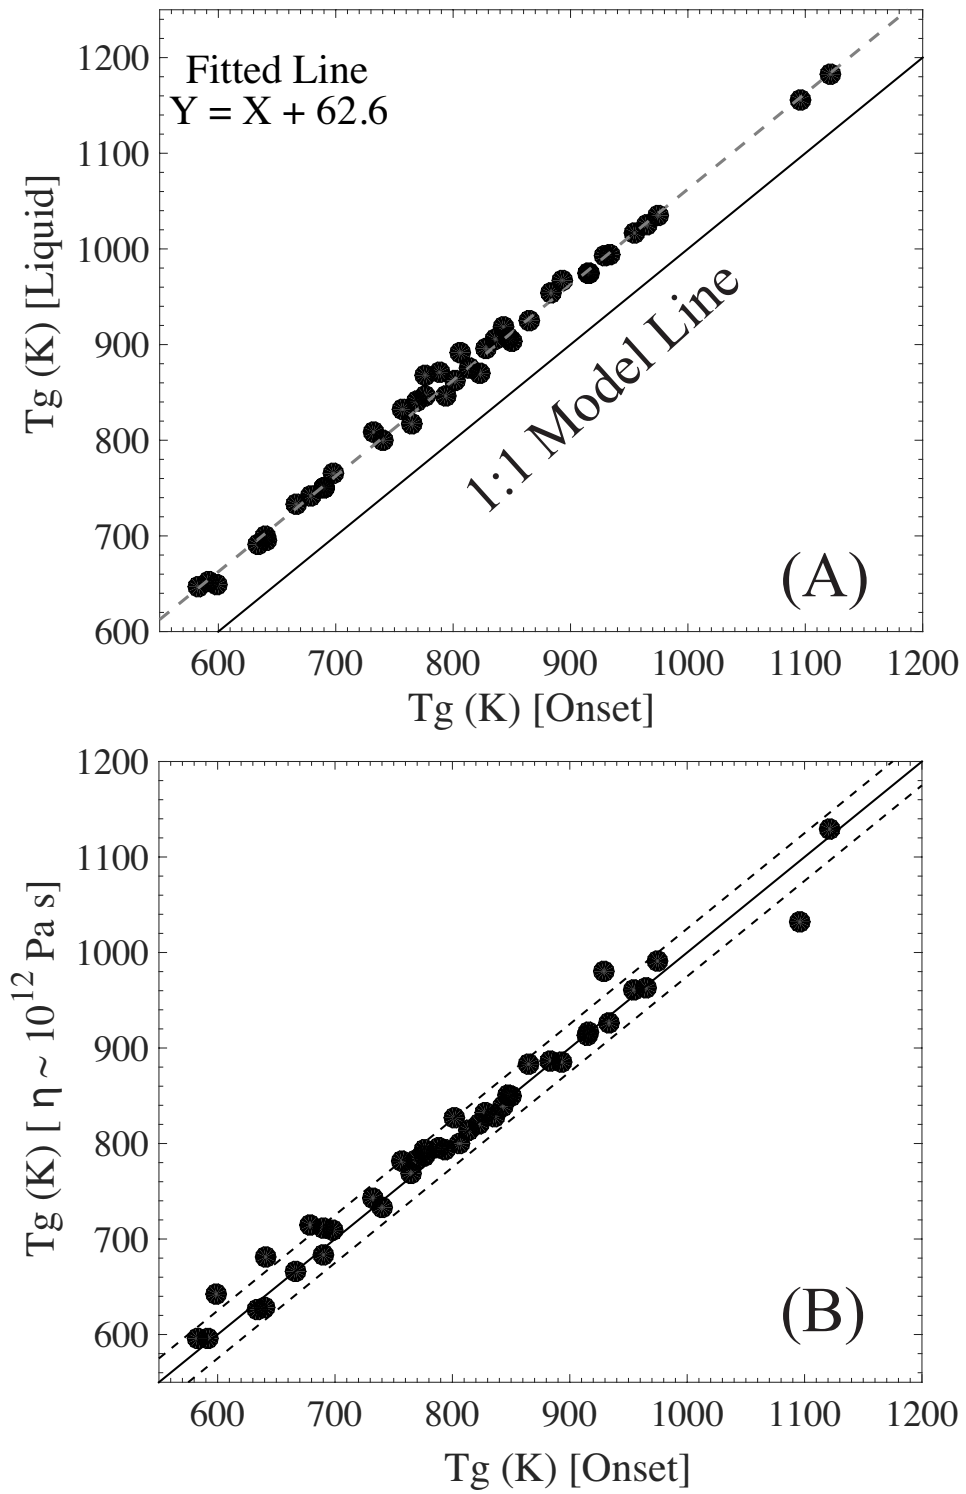 Fitted Line
Y = X + 62.6
1200
1100
1000
900
800
700
600
Tg (K) [Liquid]
1:1 Model Line
(A)
600 700 800 900 1000 1100 1200
Tg (K) [Onset]
1200
1100
1000
900
800
700
600
Tg (K) [ η ~ 10¹² Pa s]
(B)
600 700 800 900 1000 1100 1200
Tg (K) [Onset]